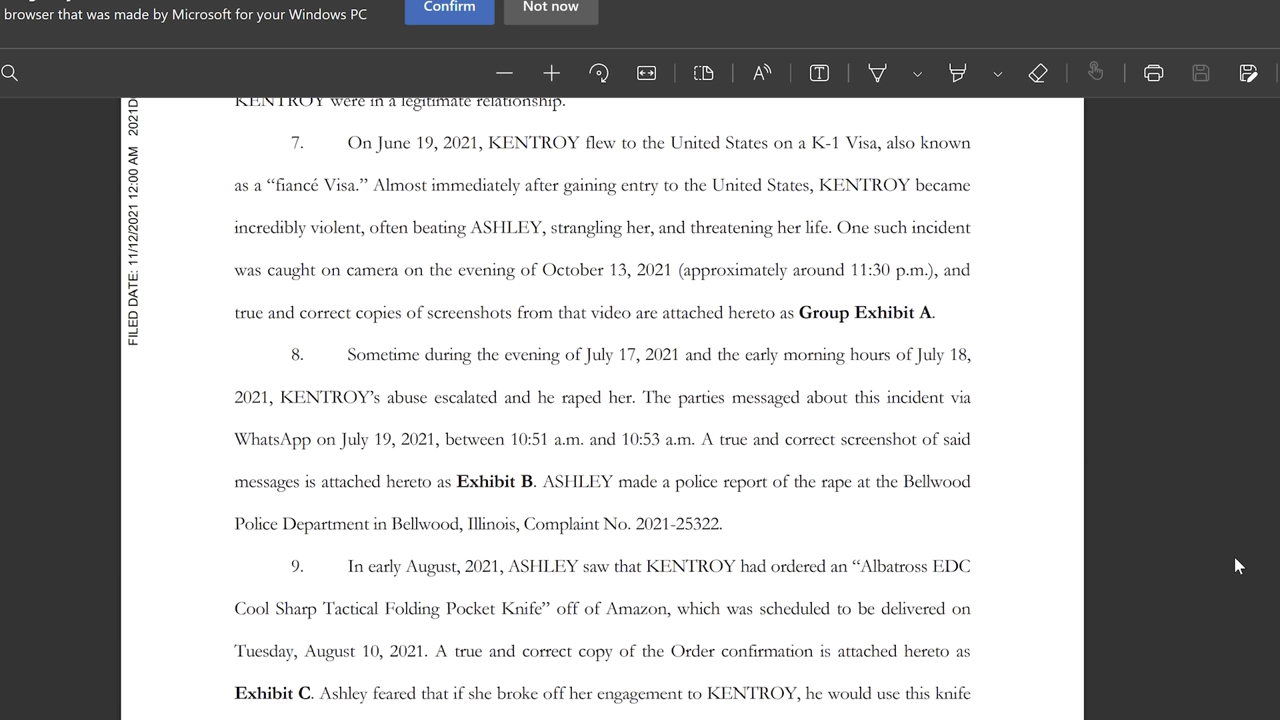 browser that was made by Microsoft for your Windows PC
Confirm
Not now
FILED DATE: 11/12/2021 12:00 AM 2021D
KENTROY were in a legitimate relationship.
7. On June 19, 2021, KENTROY flew to the United States on a K-1 Visa, also known
as a “fiancé Visa.” Almost immediately after gaining entry to the United States, KENTROY became
incredibly violent, often beating ASHLEY, strangling her, and threatening her life. One such incident
was caught on camera on the evening of October 13, 2021 (approximately around 11:30 p.m.), and
true and correct copies of screenshots from that video are attached hereto as Group Exhibit A.
8. Sometime during the evening of July 17, 2021 and the early morning hours of July 18,
2021, KENTROY’s abuse escalated and he raped her. The parties messaged about this incident via
WhatsApp on July 19, 2021, between 10:51 a.m. and 10:53 a.m. A true and correct screenshot of said
messages is attached hereto as Exhibit B. ASHLEY made a police report of the rape at the Bellwood
Police Department in Bellwood, Illinois, Complaint No. 2021-25322.
9. In early August, 2021, ASHLEY saw that KENTROY had ordered an “Albatross EDC
Cool Sharp Tactical Folding Pocket Knife” off of Amazon, which was scheduled to be delivered on
Tuesday, August 10, 2021. A true and correct copy of the Order confirmation is attached hereto as
Exhibit C. Ashley feared that if she broke off her engagement to KENTROY, he would use this knife